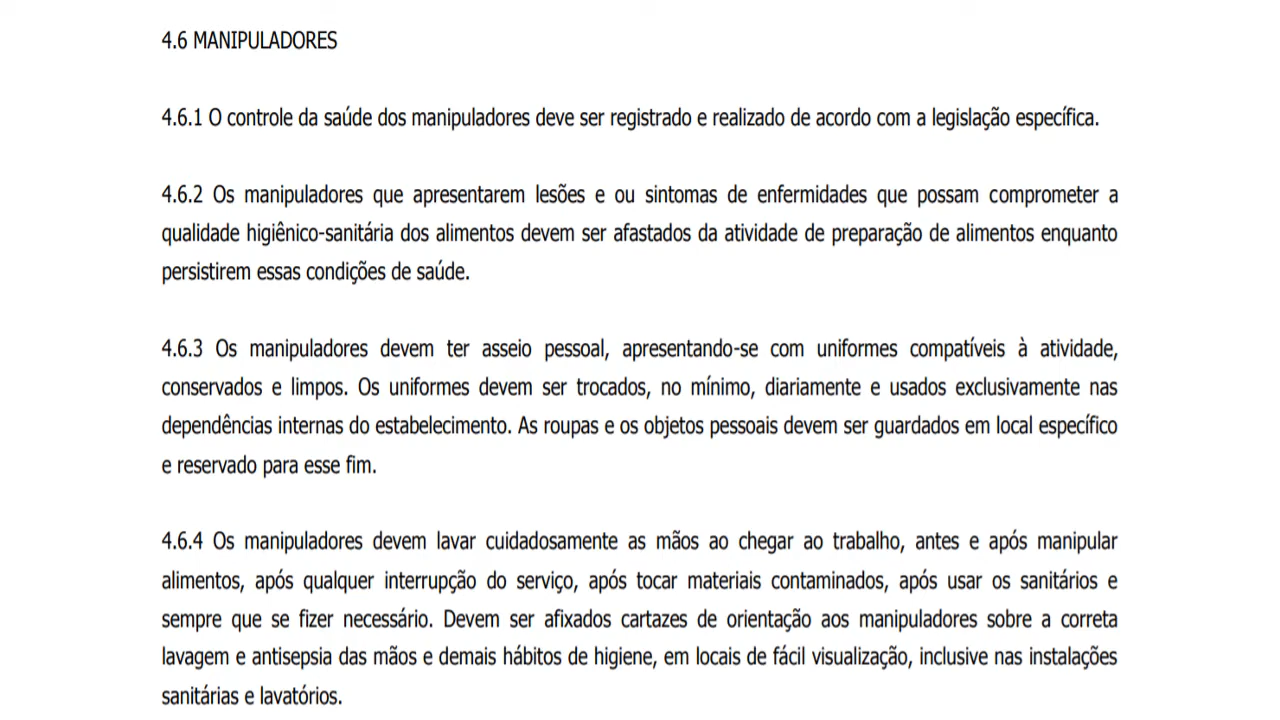 4.6 MANIPULADORES
4.6.1 O controle da saúde dos manipuladores deve ser registrado e realizado de acordo com a legislação específica.
4.6.2 Os manipuladores que apresentarem lesões e ou sintomas de enfermidades que possam comprometer a
qualidade higiênico-sanitária dos alimentos devem ser afastados da atividade de preparação de alimentos enquanto
persistirem essas condições de saúde.
4.6.3 Os manipuladores devem ter asseio pessoal, apresentando-se com uniformes compatíveis à atividade,
conservados e limpos. Os uniformes devem ser trocados, no mínimo, diariamente e usados exclusivamente nas
dependências internas do estabelecimento. As roupas e os objetos pessoais devem ser guardados em local específico
e reservado para esse fim.
4.6.4 Os manipuladores devem lavar cuidadosamente as mãos ao chegar ao trabalho, antes e após manipular
alimentos, após qualquer interrupção do serviço, após tocar materiais contaminados, após usar os sanitários e
sempre que se fizer necessário. Devem ser afixados cartazes de orientação aos manipuladores sobre a correta
lavagem e antisepsia das mãos e demais hábitos de higiene, em locais de fácil visualização, inclusive nas instalações
sanitárias e lavatórios.